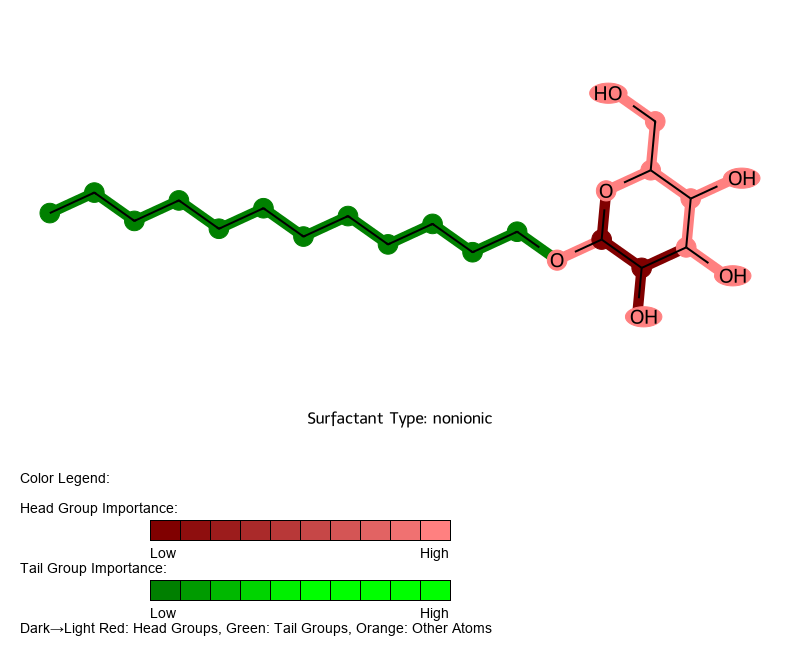 HO
O
OH
O
OH
OH
Surfactant Type: nonionic
Color Legend:
Head Group Importance:
Low High
Tail Group Importance:
Low High
Dark→Light Red: Head Groups, Green: Tail Groups, Orange: Other Atoms